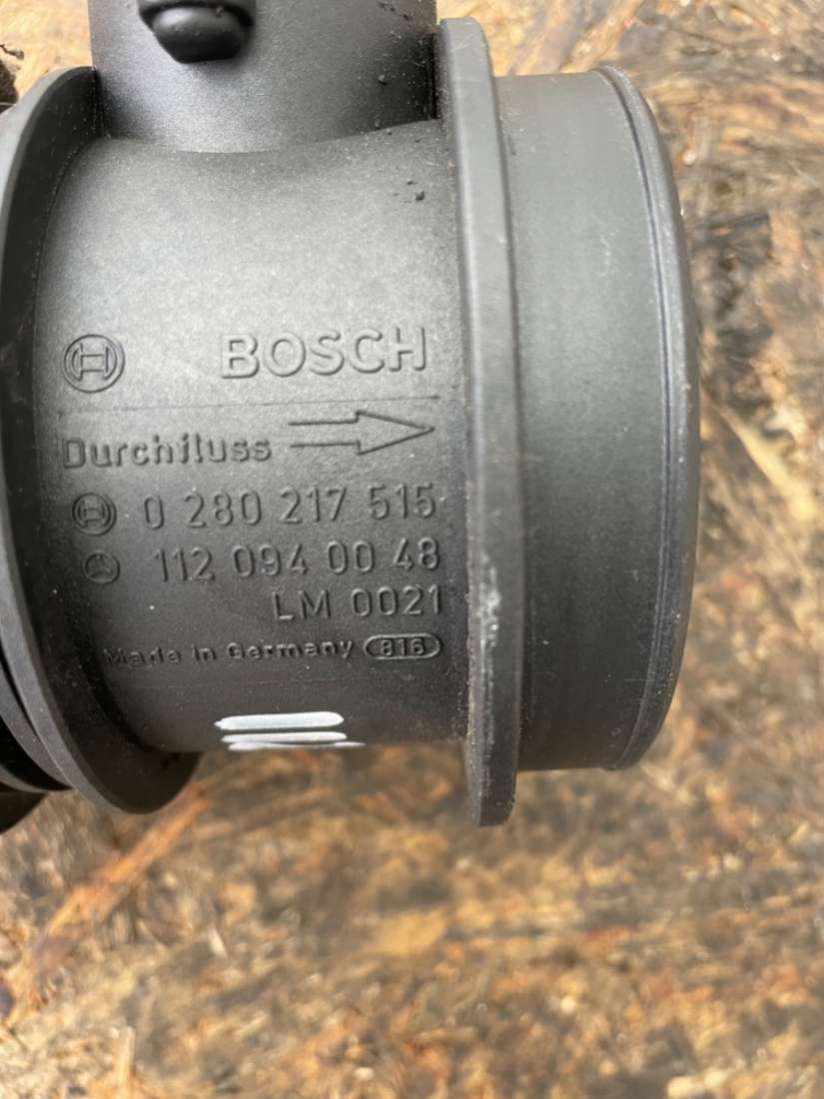 BOSCH
Durchfluss
0 280 217 515
112 094 00 48
LM 0021
Made in Germany 816